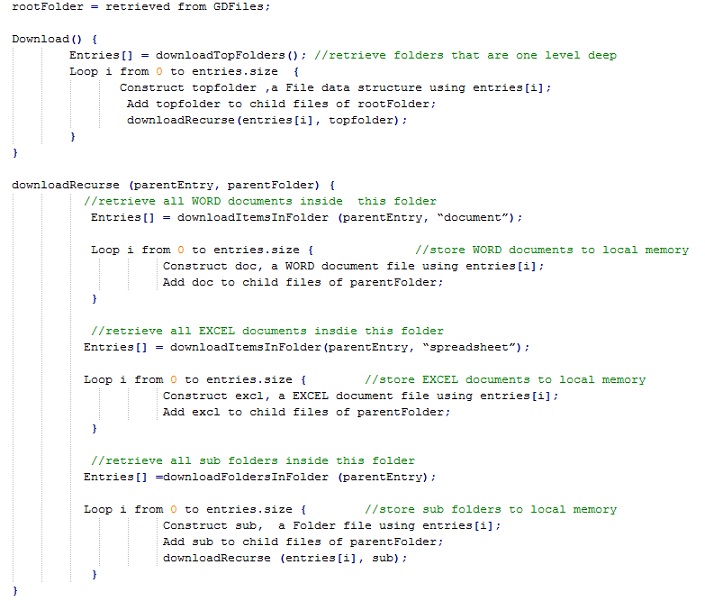 rootFolder = retrieved from GDFiles;
Download() {
Entries[] = downloadTopFolders(); //retrieve folders that are one level deep
Loop i from 0 to entries.size {
Construct topfolder ,a File data structure using entries[i];
Add topfolder to child files of rootFolder;
downloadRecurse(entries[i], topfolder);
}
}
downloadRecurse (parentEntry, parentFolder) {
//retrieve all WORD documents inside this folder
Entries[] = downloadItemsInFolder (parentEntry, “document”);
Loop i from 0 to entries.size { //store WORD documents to local memory
Construct doc, a WORD document file using entries[i];
Add doc to child files of parentFolder;
}
//retrieve all EXCEL documents insdie this folder
Entries[] = downloadItemsInFolder(parentEntry, “spreadsheet”);
Loop i from 0 to entries.size { //store EXCEL documents to local memory
Construct excl, a EXCEL document file using entries[i];
Add excl to child files of parentFolder;
}
//retrieve all sub folders inside this folder
Entries[] =downloadFoldersInFolder (parentEntry);
Loop i from 0 to entries.size { //store sub folders to local memory
Construct sub, a Folder file using entries[i];
Add sub to child files of parentFolder;
downloadRecurse (entries[i], sub);
}
}